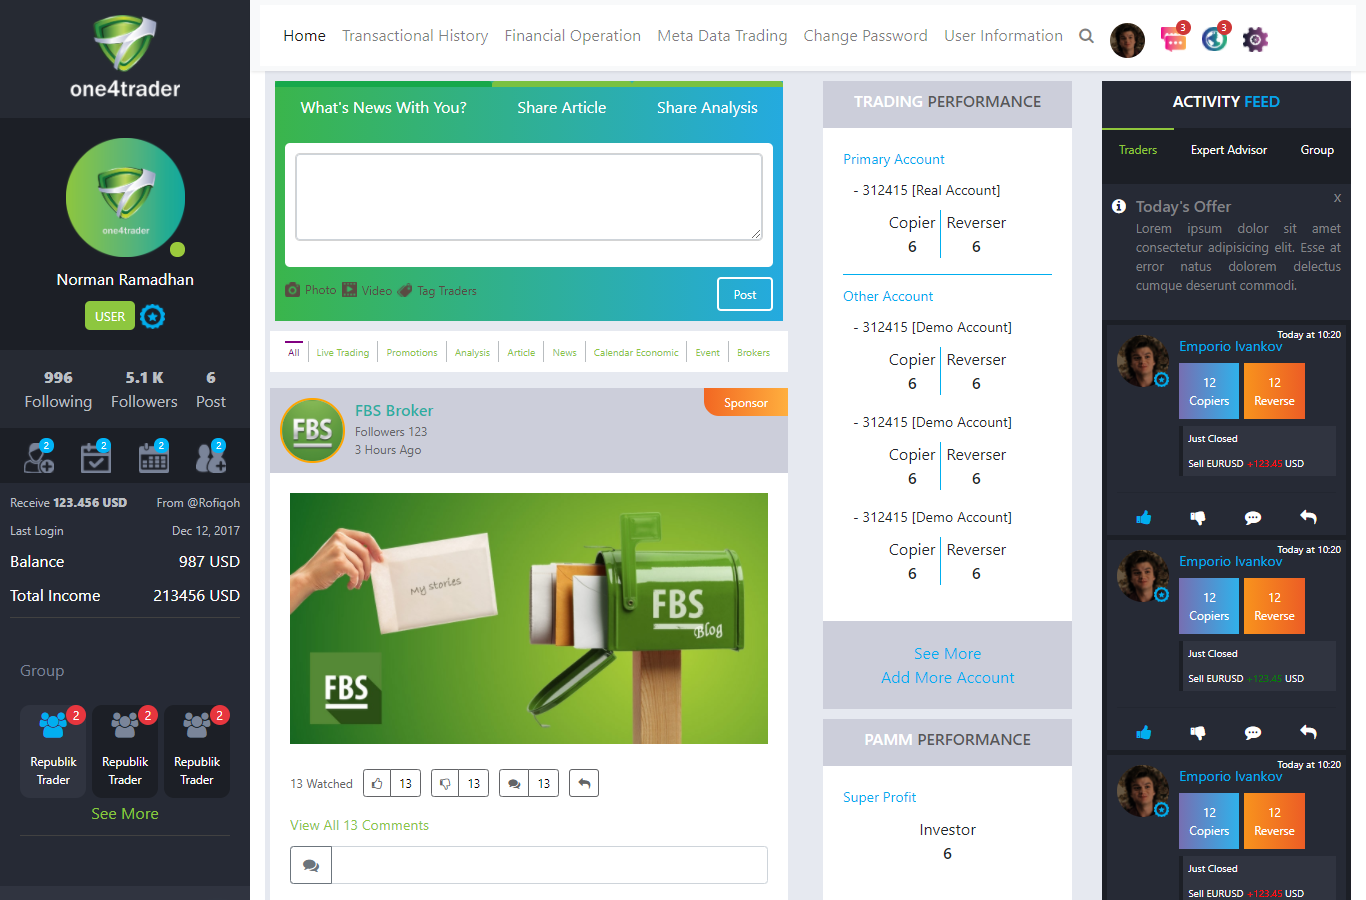 one4trader
one4trader
Norman Ramadhan
USER
996 5.1 K 6
Following Followers Post
2 2 2 2
Receive 123.456 USD From @Rofiqoh
Last Login Dec 12, 2017
Balance 987 USD
Total Income 213456 USD
Group
2 2 2
Republik Trader
Republik Trader
Republik Trader
See More
Home Transactional History Financial Operation Meta Data Trading Change Password User Information 3 3
What's News With You? Share Article Share Analysis
Photo Video Tag Traders Post
All Live Trading Promotions Analysis Article News Calendar Economic Event Brokers
FBS
FBS Broker
Followers 123
3 Hours Ago
Sponsor
My stories
FBS
Blog
FBS
13 Watched 13 13 13
View All 13 Comments
TRADING PERFORMANCE
Primary Account
- 312415 [Real Account]
Copier Reverser
6 6
Other Account
- 312415 [Demo Account]
Copier Reverser
6 6
- 312415 [Demo Account]
Copier Reverser
6 6
- 312415 [Demo Account]
Copier Reverser
6 6
See More
Add More Account
PAMM PERFORMANCE
Super Profit
Investor
6
ACTIVITY FEED
Traders Expert Advisor Group
Today's Offer x
Lorem ipsum dolor sit amet
consectetur adipisicing elit. Esse at
error natus dolorem delectus
cumque deserunt commodi.
Today at 10:20
Emporio Ivankov
12 12
Copiers Reverse
Just Closed
Sell EURUSD +123.45 USD
Today at 10:20
Emporio Ivankov
12 12
Copiers Reverse
Just Closed
Sell EURUSD +123.45 USD
Today at 10:20
Emporio Ivankov
12 12
Copiers Reverse
Just Closed
Sell EURUSD +123.45 USD